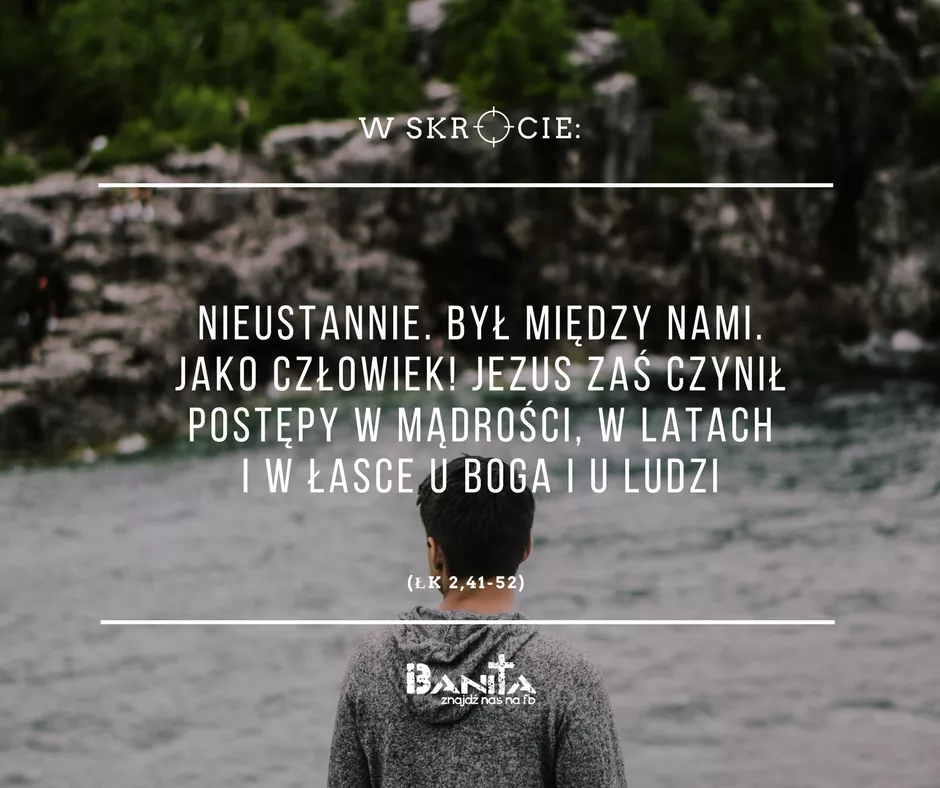 W SKRÓCIE:
NIEUSTANNIE. BYŁ MIĘDZY NAMI.
JAKO CZŁOWIEK! JEZUS ZAŚ CZYNIŁ
POSTĘPY W MĄDROŚCI, W LATACH
I W ŁASCE U BOGA I U LUDZI
(ŁK 2,41-52)
BANITA
znajdź nas na fb